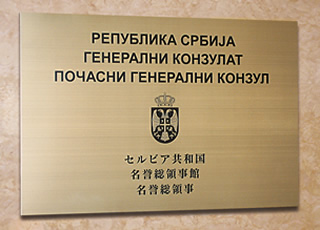 РЕПУБЛИКА СРБИЈА
ГЕНЕРАЛНИ КОНЗУЛАТ
ПОЧАСНИ ГЕНЕРАЛНИ КОНЗУЛ
セルビア共和国
名誉総領事館
名誉総領事